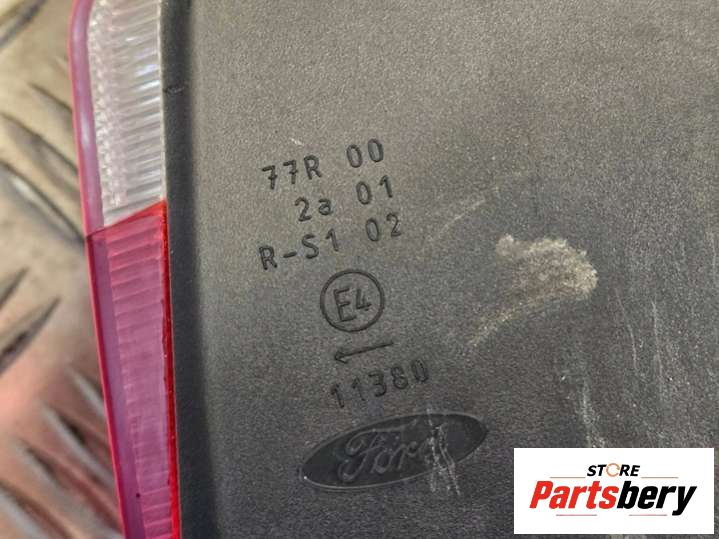 77R 00
2a 01
R-S1 02
E4
11380
Ford
STORE
Partsbery